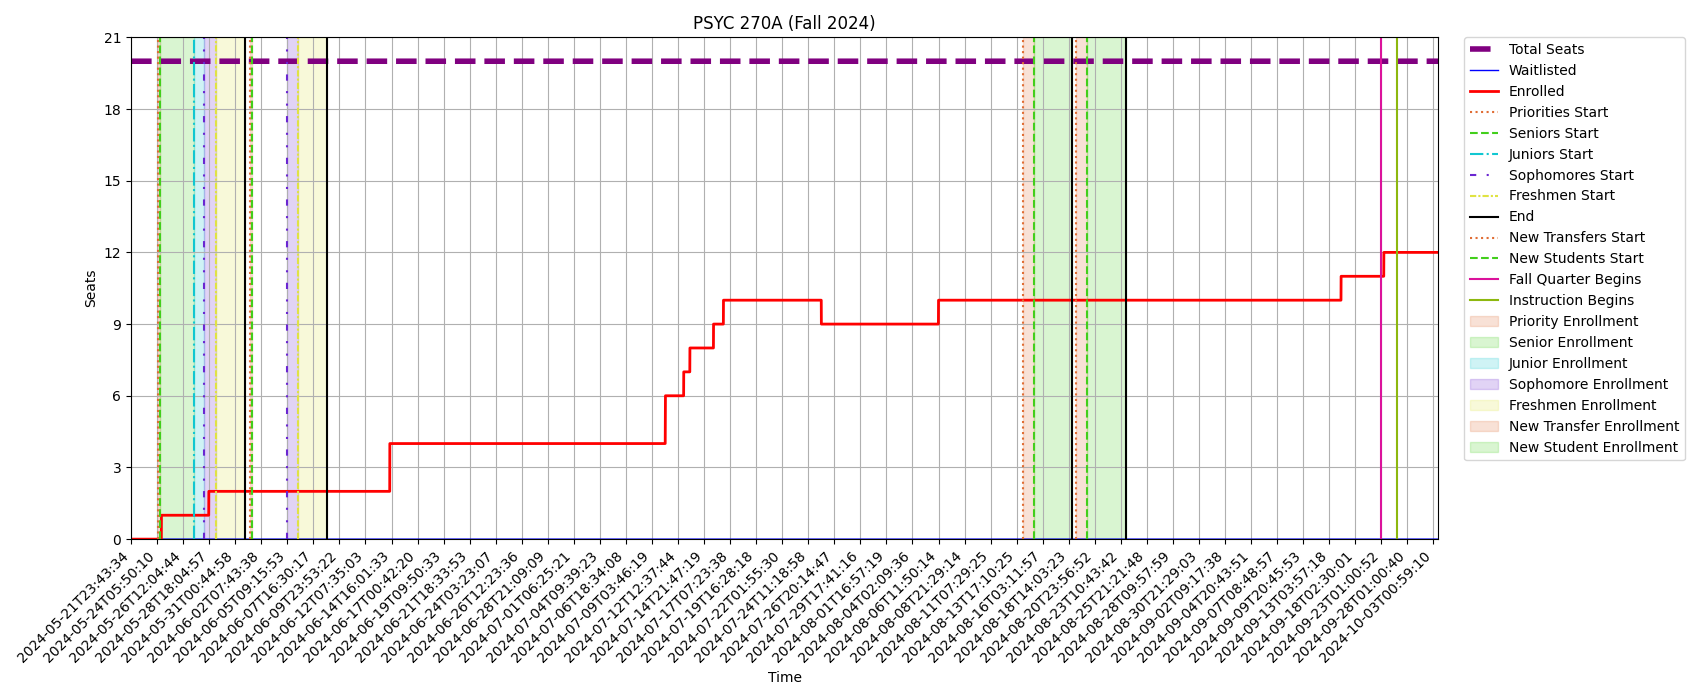 PSYC 270A (Fall 2024)
Seats
21
18
15
12
9
6
3
0
2024-05-21T23:43:34
2024-05-24T05:50:10
2024-05-26T12:04:44
2024-05-28T18:04:57
2024-05-31T00:44:58
2024-06-02T07:43:38
2024-06-05T09:15:53
2024-06-07T16:30:17
2024-06-09T23:53:22
2024-06-12T07:35:03
2024-06-14T16:01:33
2024-06-17T00:42:20
2024-06-19T09:50:33
2024-06-21T18:33:53
2024-06-24T03:23:07
2024-06-26T12:23:36
2024-06-28T21:09:09
2024-07-01T06:25:21
2024-07-04T09:39:23
2024-07-06T18:34:08
2024-07-09T03:46:19
2024-07-12T12:37:44
2024-07-14T21:47:19
2024-07-17T07:23:38
2024-07-19T16:28:18
2024-07-22T01:55:30
2024-07-24T11:18:58
2024-07-26T20:14:47
2024-07-29T17:41:16
2024-08-01T16:57:19
2024-08-04T02:09:36
2024-08-06T11:50:14
2024-08-08T21:29:14
2024-08-11T07:29:25
2024-08-13T17:10:25
2024-08-16T03:11:57
2024-08-18T14:03:23
2024-08-20T23:56:52
2024-08-23T10:43:42
2024-08-25T21:21:48
2024-08-28T09:57:59
2024-08-30T21:29:03
2024-09-02T09:17:38
2024-09-04T20:43:51
2024-09-07T08:48:57
2024-09-09T20:45:53
2024-09-13T03:57:18
2024-09-18T02:30:01
2024-09-23T01:00:52
2024-09-28T01:00:40
2024-10-03T00:59:10
Time
Total Seats
Waitlisted
Enrolled
Priorities Start
Seniors Start
Juniors Start
Sophomores Start
Freshmen Start
End
New Transfers Start
New Students Start
Fall Quarter Begins
Instruction Begins
Priority Enrollment
Senior Enrollment
Junior Enrollment
Sophomore Enrollment
Freshmen Enrollment
New Transfer Enrollment
New Student Enrollment